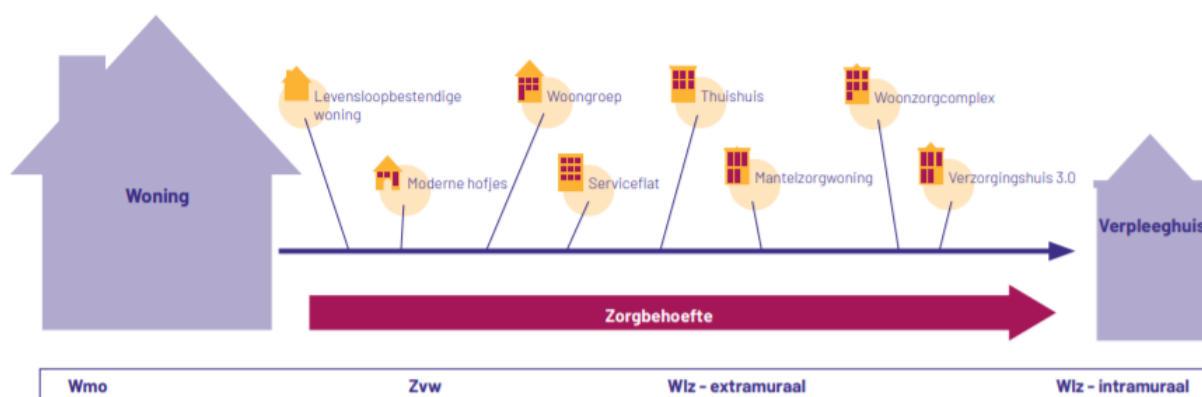 Levensloopbestendige
woning
Woongroep
Thuishuis
Woonzorgcomplex
Woning
Moderne hofjes
Serviceflat
Mantelzorgwoning
Verzorgingshuis 3.0
Verpleeghuis
Zorgbehoefte
Wmo
Zvw
Wlz - extramuraal
Wlz - intramuraal